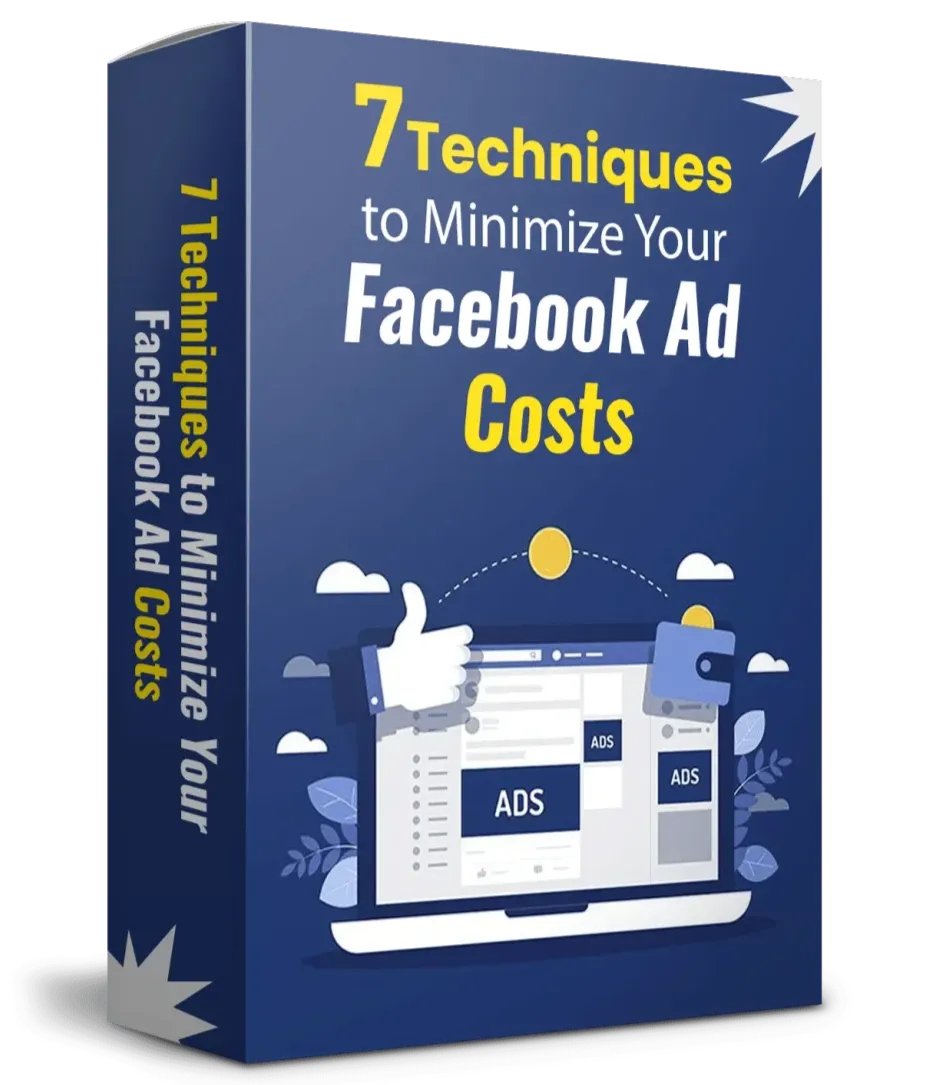 7 Techniques
to Minimize Your
Facebook Ad
Costs
7 Techniques to Minimize Your
Facebook Ad Costs
ADS
ADS
ADS